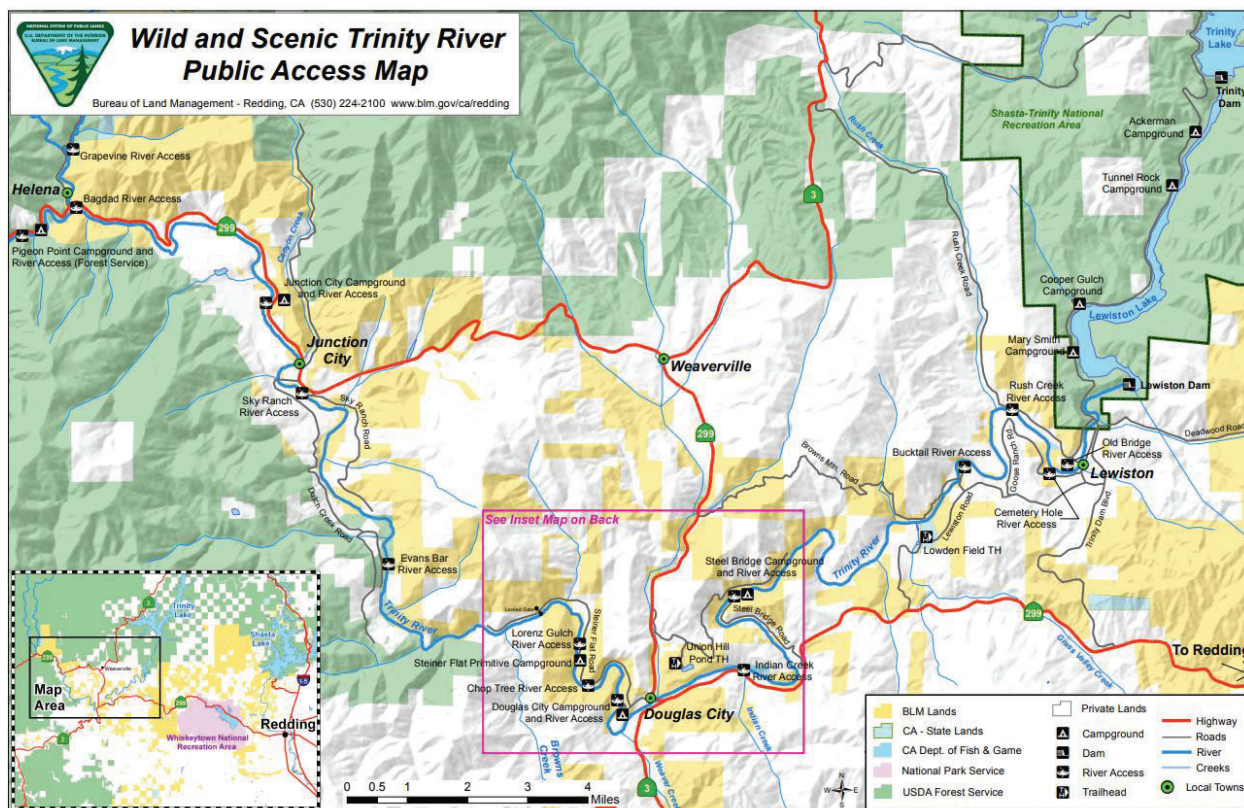 NATIONAL SYSTEM OF PUBLIC LANDS
U.S. DEPARTMENT OF THE INTERIOR
BUREAU OF LAND MANAGEMENT
Wild and Scenic Trinity River
Public Access Map
Bureau of Land Management - Redding, CA (530) 224-2100 www.blm.gov/ca/redding
Trinity
Lake
Trinity
Dam
Shasta-Trinity National
Recreation Area
Ackerman
Campground
Tunnel Rock
Campground
Rush Creek
Grapevine River Access
Helena
Bagdad River Access
299
3
Pigeon Point Campground and
River Access (Forest Service)
Canyon Creek
Junction City Campground
and River Access
Rush Creek Road
Cooper Gulch
Campground
Lewiston Lake
Junction
City
Weaverville
Mary Smith
Campground
Lewiston Dam
Rush Creek
River Access
Sky Ranch
River Access
Sky Ranch Road
299
Deadwood Road
Old Bridge
River Access
Goose Ranch Rd
Bucktail River Access
Lewiston
Browns Mtn. Road
Cemetery Hole
River Access
Lewiston Road
Trinity Dam Blvd.
Dutch Creek Road
See Inset Map on Back
Lowden Field TH
Evans Bar
River Access
Steel Bridge Campground
and River Access
Trinity River
Trinity River
Locked Gate
Steiner Flat Road
Steel Bridge Road
299
Grass Valley Creek
Lorenz Gulch
River Access
Union Hill
Pond TH
Steiner Flat Primitive Campground
Indian Creek
River Access
To Redding
Chop Tree River Access
Douglas City Campground
and River Access
Douglas City
Browns
Creek
Weaver Creek
Indian Creek
3
0 0.5 1 2 3 4
Miles
N
W E
S
3
Trinity
Lake
Shasta
Lake
299
Weaverville
Map
Area
299
Redding
Whiskeytown National
Recreation Area
3
BLM Lands
CA - State Lands
CA Dept. of Fish & Game
National Park Service
USDA Forest Service
Private Lands
Campground
Dam
River Access
Trailhead
Highway
Roads
River
Creeks
Local Towns